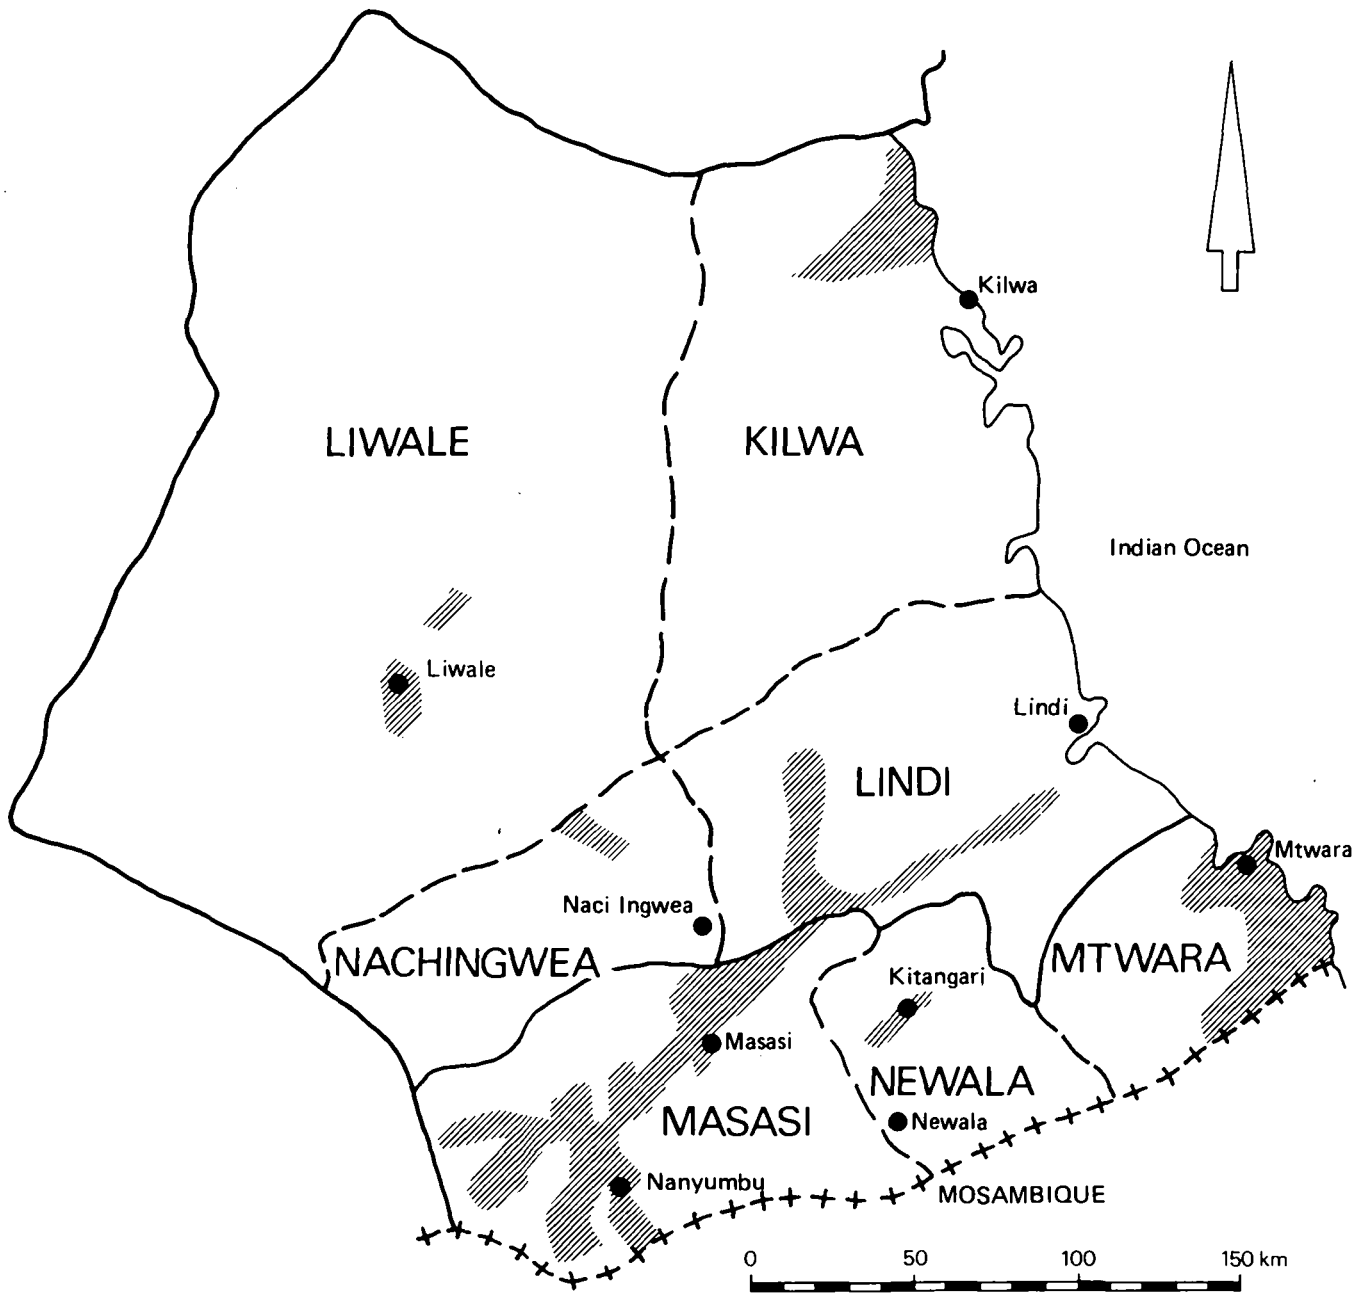 Kilwa
LIWALE
KILWA
Indian Ocean
Liwale
Lindi
LINDI
Mtwara
Naci Ingwea
NACHINGWEA
MTWARA
Kitangari
Masasi
NEWALA
MASASI
Newala
Nanyumbu
MOSAMBIQUE
0 50 100 150 km